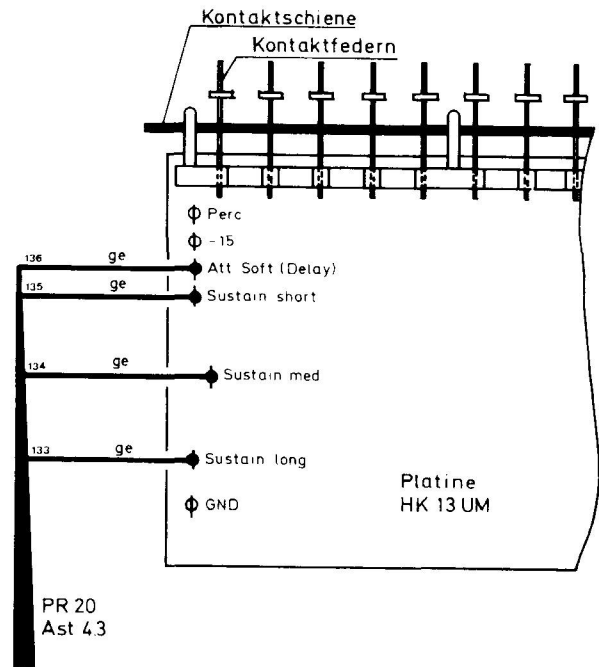 Kontaktschiene
Kontaktfedern
Perc
-15
136 ge Att Soft (Delay)
135 ge Sustain short
134 ge Sustain med
133 ge Sustain long
GND
Platine
HK 13 UM
PR 20
Ast 4.3